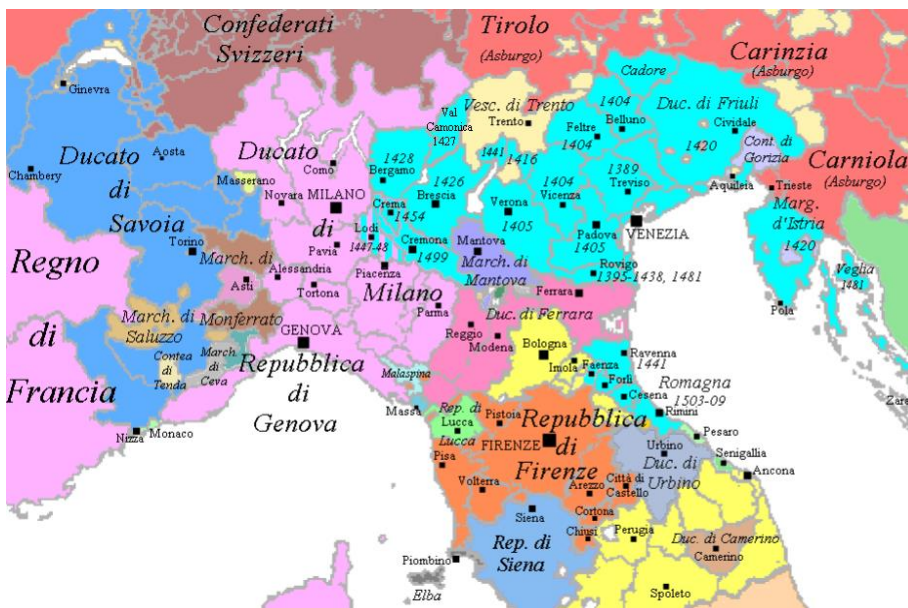 Confederati
Svizzeri
Tirolo
(Asburgo)
Carinzia
(Asburgo)
Cadore
Ginevra
Val
Camonica
1427
Vesc. di Trento
Trento
1404
Belluno
Feltre
1404
Duc. di Friuli
Cividale
1420
Cont. di
Gorizia
Carniola
(Asburgo)
Chambery
Aosta
Ducato
di
Savoia
Masserano
Ducato
di
Milano
Como
Novara
MILANO
1428
Bergamo
1441
1416
1426
Brescia
Crema
1454
Lodi
1447-48
Verona
1405
1404
Vicenza
1389
Treviso
Padova
1405
VENEZIA
Aquileia
Trieste
Marg.
d'Istria
1420
Torino
March. di
Monferrato
Asti
Pavia
Alessandria
Tortona
Piacenza
Cremona
1499
Mantova
March. di
Mantova
Rovigo
1395-1438, 1481
Veglia
1481
Pola
Zare
Regno
di
Francia
March. di
Saluzzo
Contea
di
Tenda
March.
di
Ceva
GENOVA
Repubblica
di
Genova
Parma
Reggio
Modena
Ferrara
Duc. di Ferrara
Bologna
Imola
Faenza
Forlì
Cesena
Ravenna
1441
Romagna
1503-09
Rimini
Malaspina
Massa
Nizza
Monaco
Rep. di
Lucca
Lucca
Pistoia
FIRENZE
Repubblica
di
Firenze
Pisa
Volterra
Arezzo
Città di
Castello
Cortona
Chiusi
Urbino
Duc. di
Urbino
Pesaro
Senigallia
Ancona
Siena
Rep. di
Siena
Piombino
Elba
Perugia
Duc. di Camerino
Camerino
Spoleto